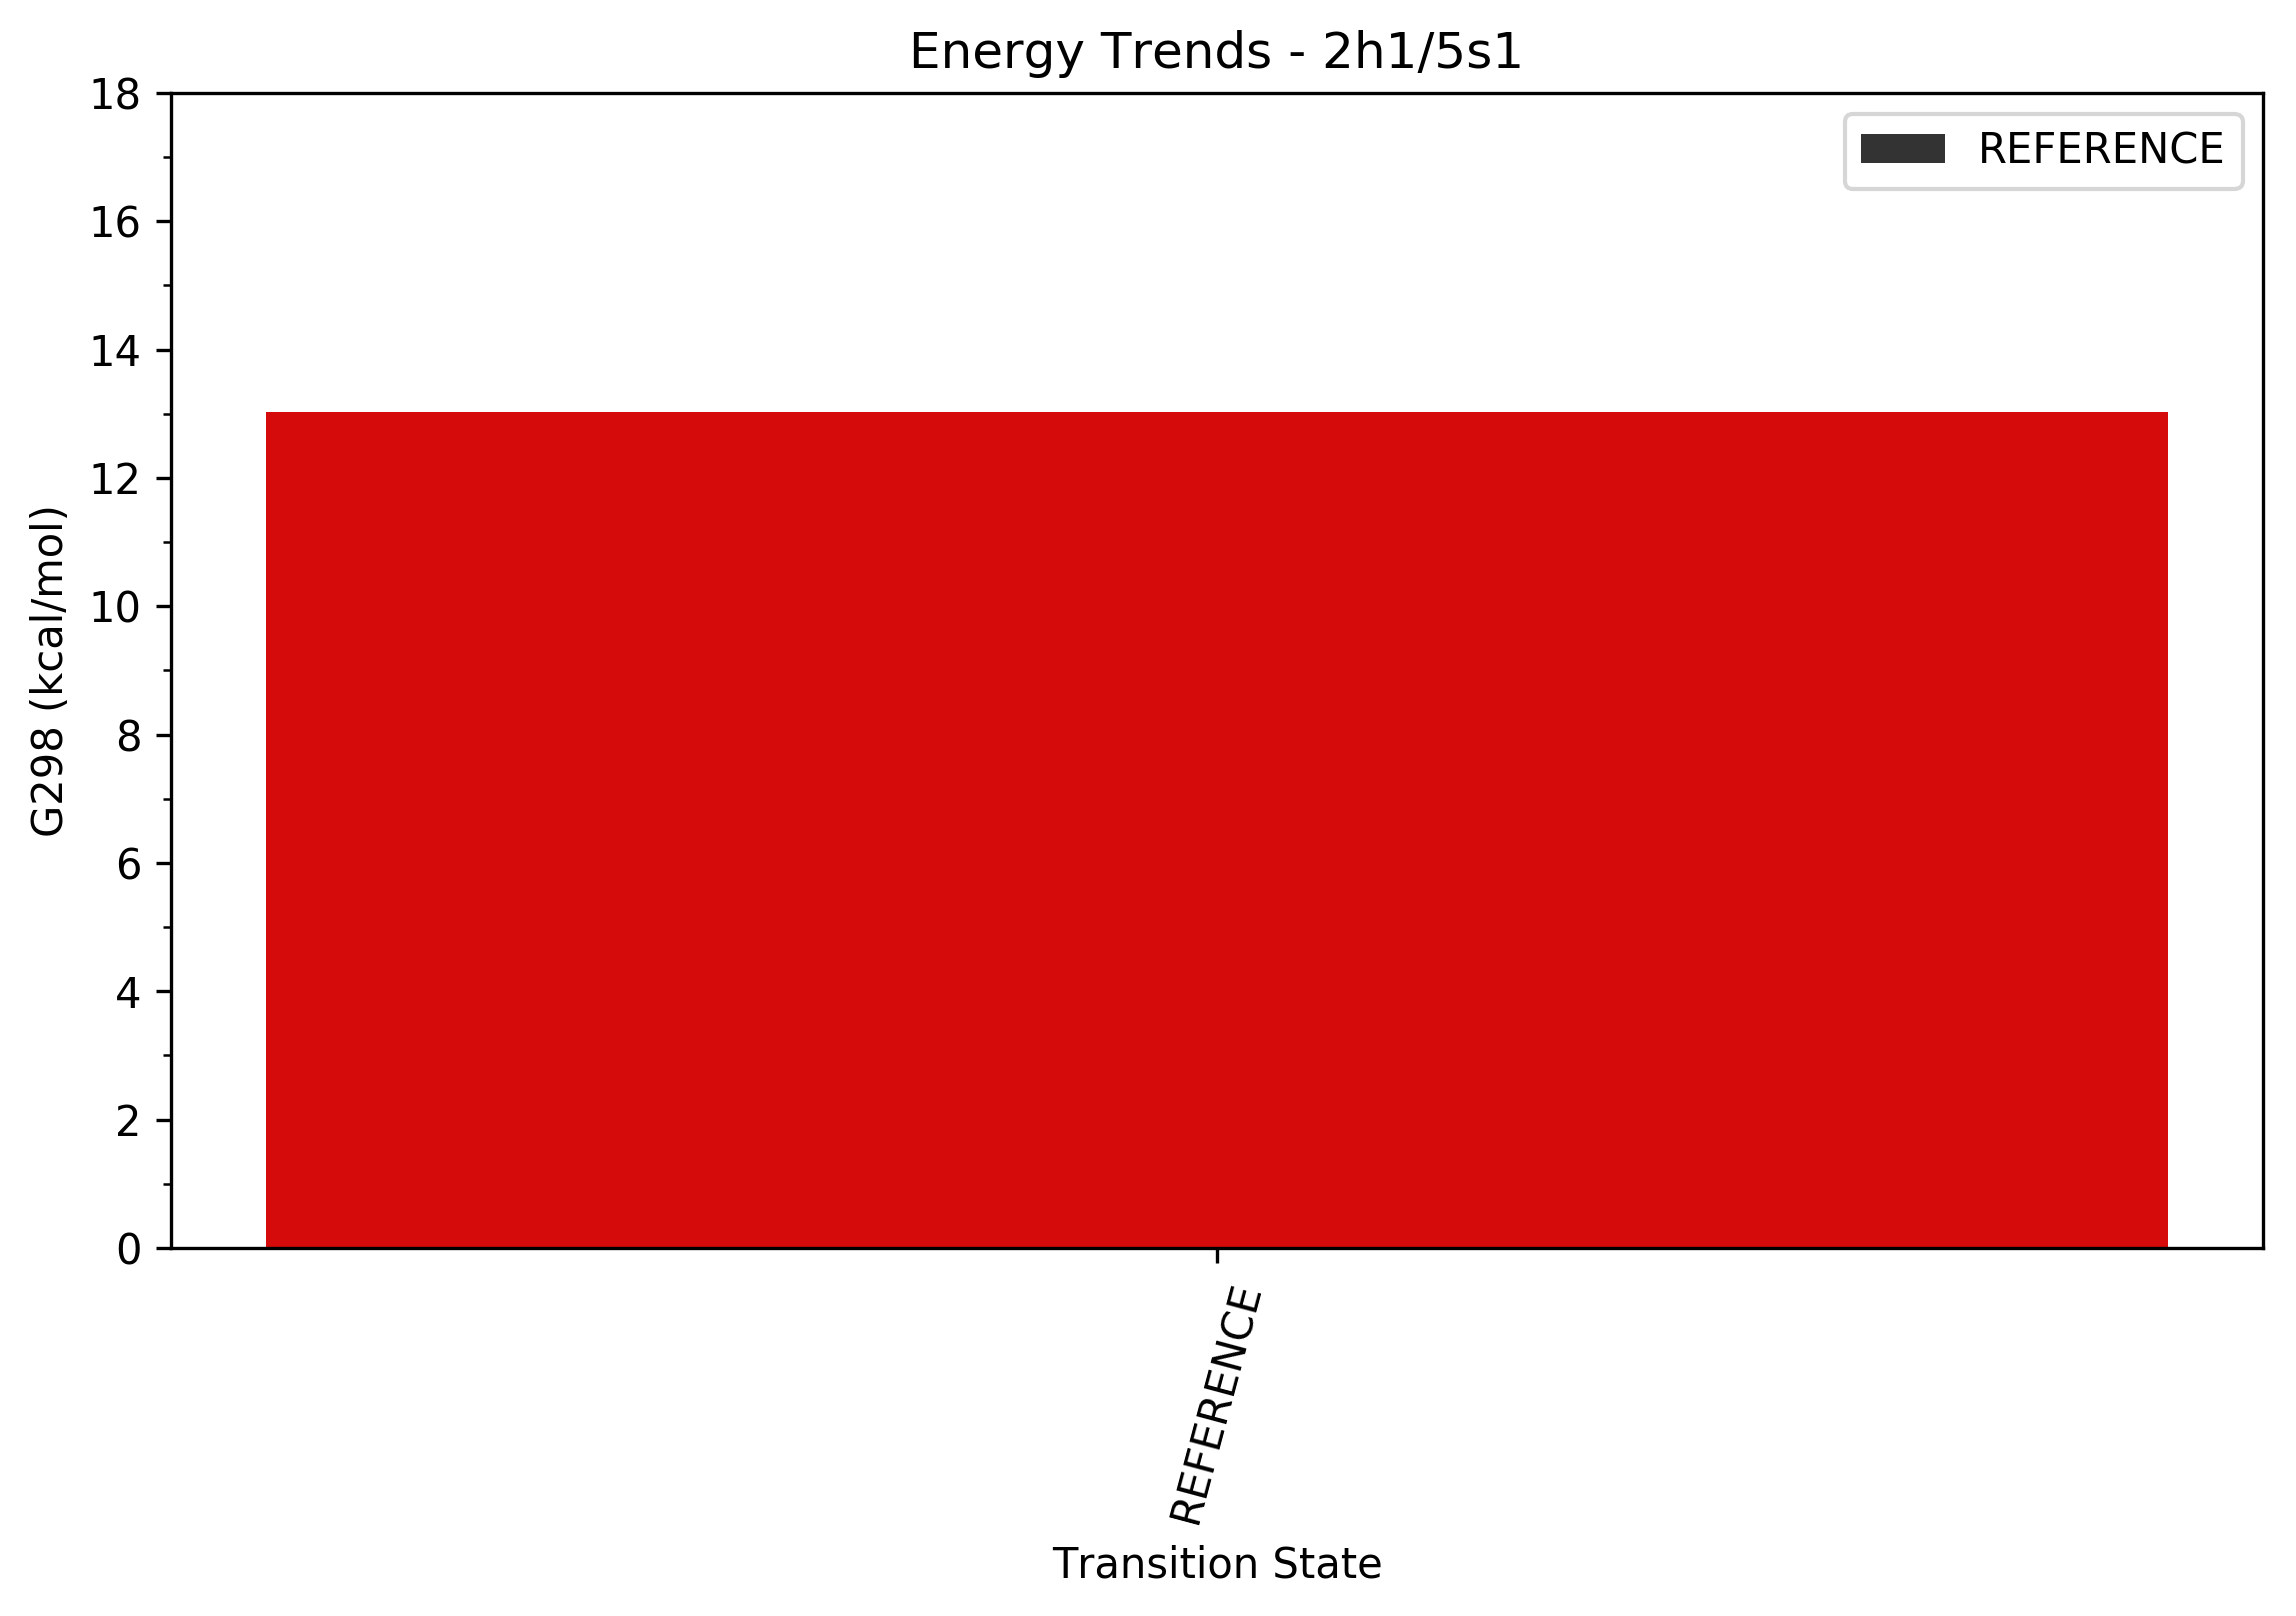 Energy Trends - 2h1/5s1
REFERENCE
G298 (kcal/mol)
18
16
14
12
10
8
6
4
2
0
REFERENCE
Transition State